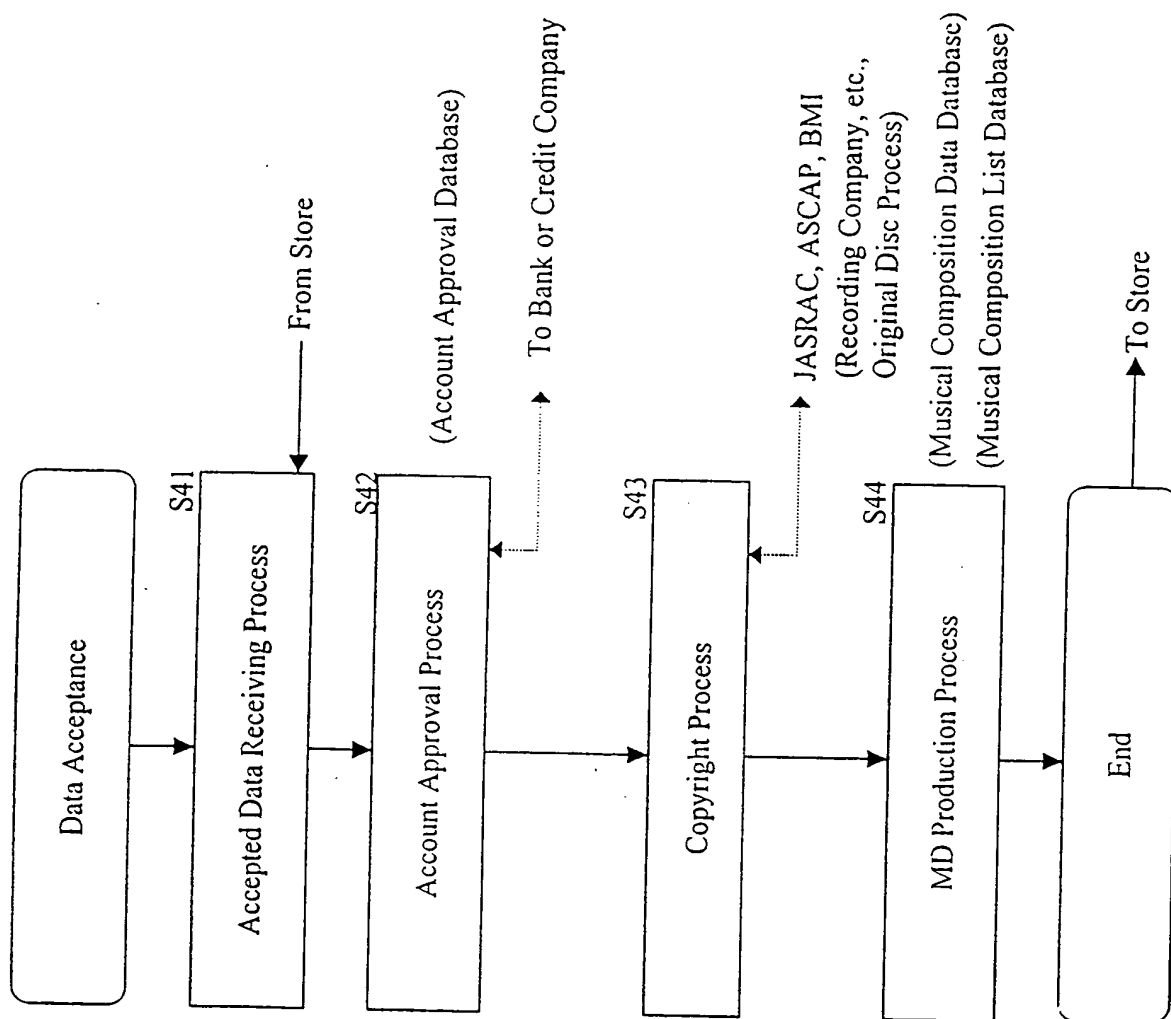 Data Acceptance
S41
Accepted Data Receiving Process
From Store
S42
Account Approval Process
(Account Approval Database)
To Bank or Credit Company
S43
Copyright Process
JASRAC, ASCAP, BMI
(Recording Company, etc.,
Original Disc Process)
S44
MD Production Process
(Musical Composition Data Database)
(Musical Composition List Database)
End
To Store